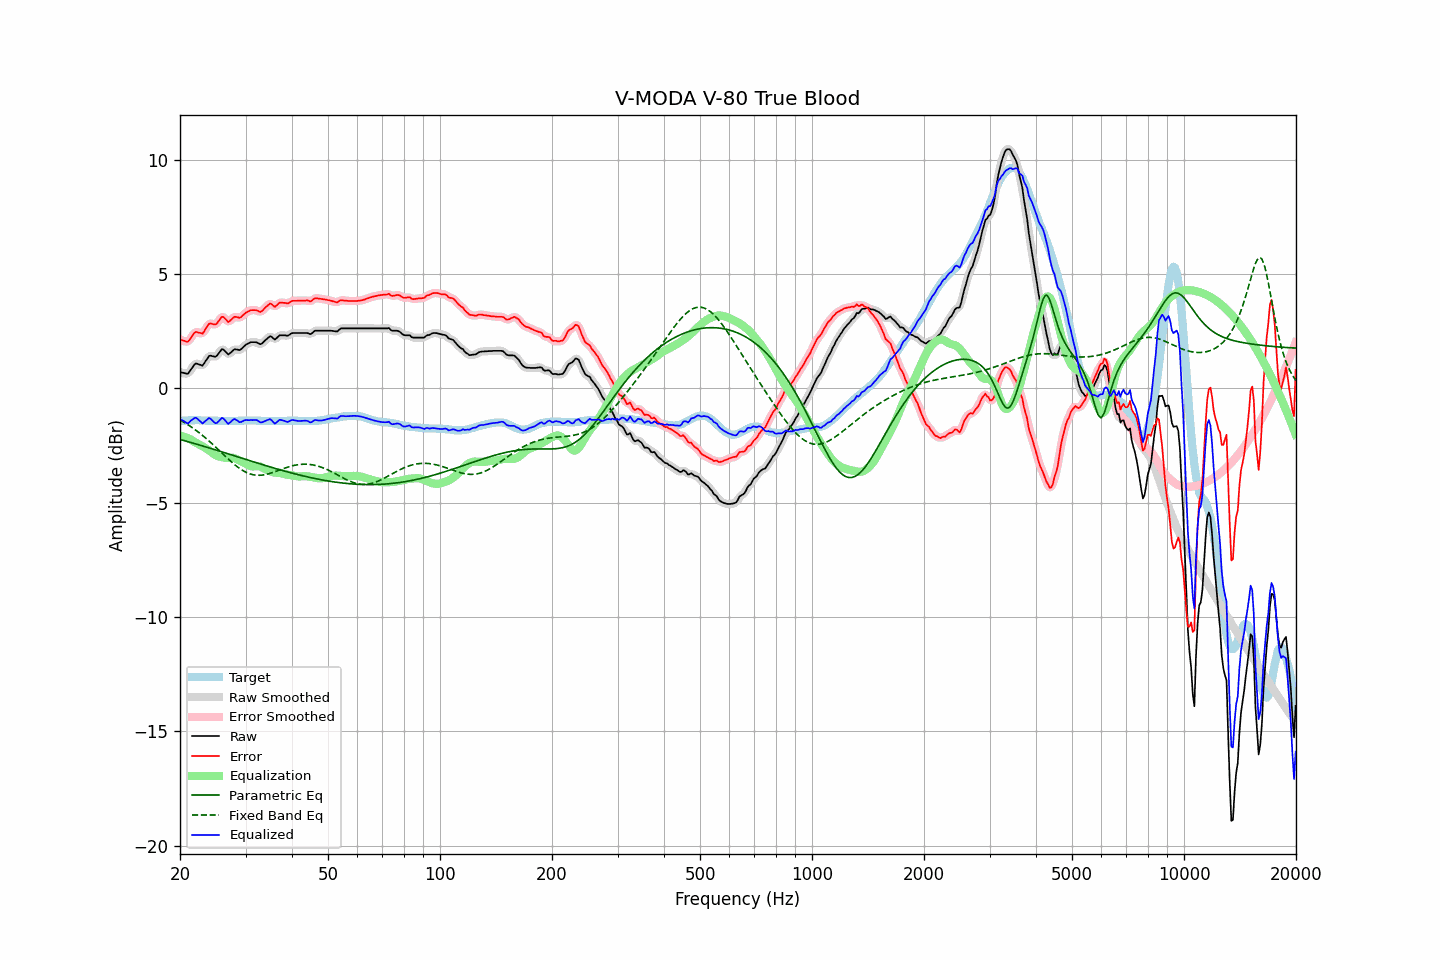 V-MODA V-80 True Blood
Amplitude (dBr)
10
5
0
−5
−10
−15
−20
Target
Raw Smoothed
Error Smoothed
Raw
Error
Equalization
Parametric Eq
Fixed Band Eq
Equalized
20 50 100 200 500 1000 2000 5000 10000 20000
Frequency (Hz)